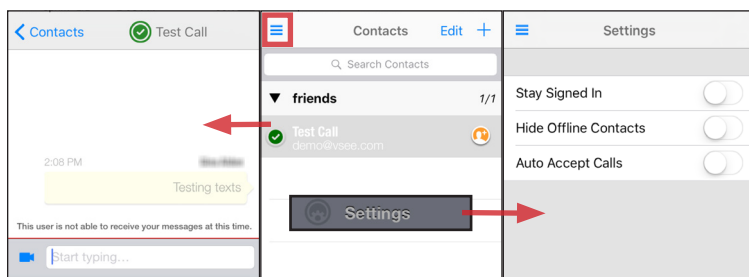 Contacts
Test Call
2:08 PM
Testing texts
This user is not able to receive your messages at this time.
Start typing...
Contacts
Edit
Search Contacts
friends
1/1
Test Call
demo@vsee.com
Settings
Settings
Stay Signed In
Hide Offline Contacts
Auto Accept Calls